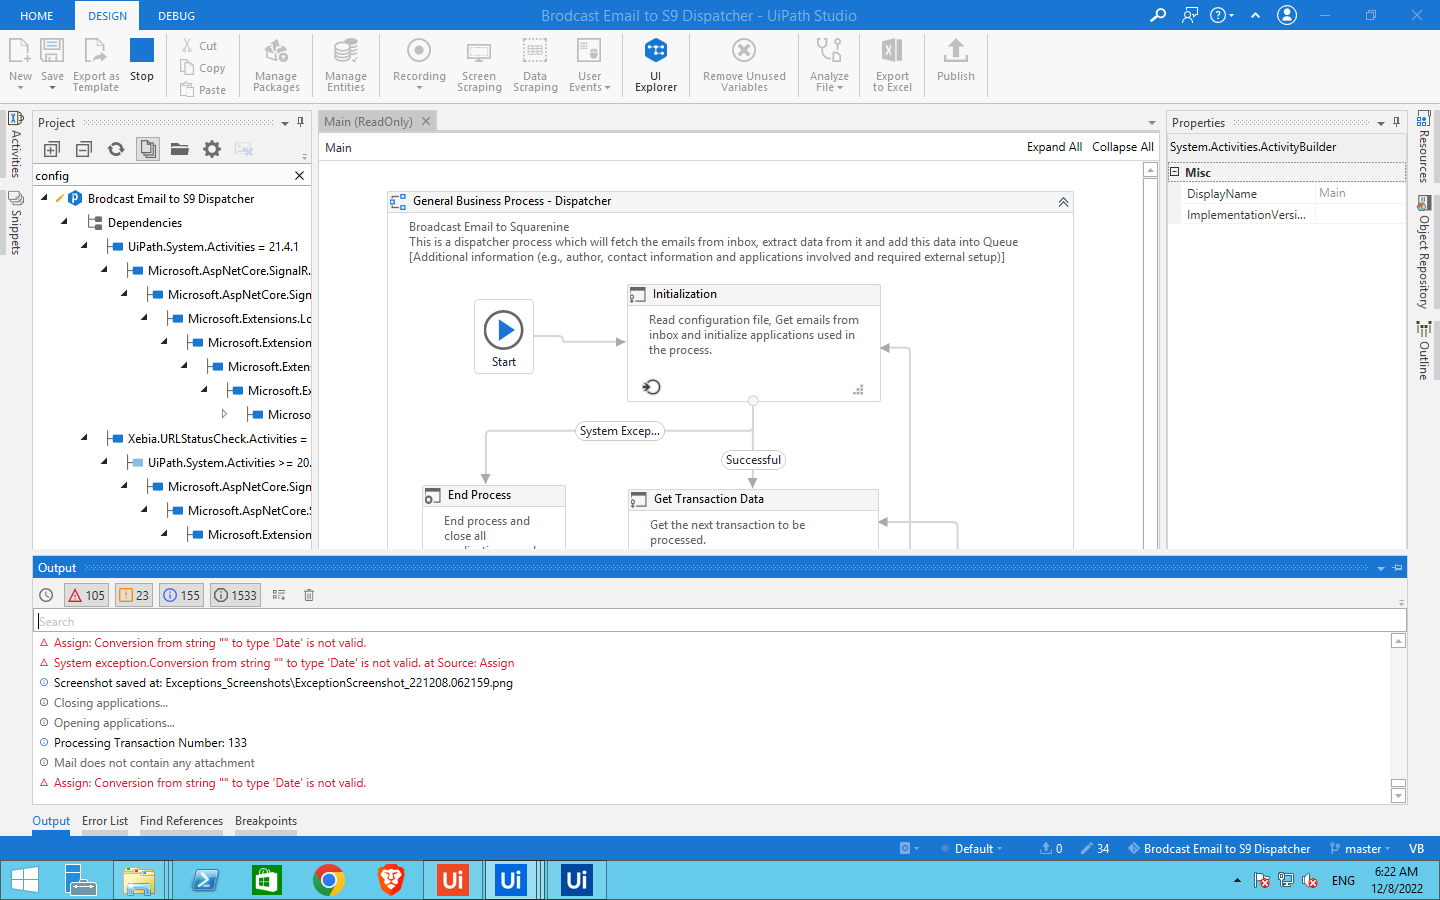 HOME
DESIGN
DEBUG
Brodcast Email to S9 Dispatcher - UiPath Studio
New
Save
Export as Template
Stop
Cut
Copy
Paste
Manage Packages
Manage Entities
Recording
Screen Scraping
Data Scraping
User Events
UI Explorer
Remove Unused Variables
Analyze File
Export to Excel
Publish
Activities
Snippets
Project
config
Brodcast Email to S9 Dispatcher
Dependencies
UiPath.System.Activities = 21.4.1
Microsoft.AspNetCore.SignalR.
Microsoft.AspNetCore.Sign
Microsoft.Extensions.Lo
Microsoft.Extension
Microsoft.Exten
Microsoft.Ex
Microso
Xebia.URLStatusCheck.Activities =
UiPath.System.Activities >= 20.
Microsoft.AspNetCore.Sign
Microsoft.AspNetCore.S
Microsoft.Extension
Main (ReadOnly)
Main
Expand All
Collapse All
General Business Process - Dispatcher
Broadcast Email to Squarenine
This is a dispatcher process which will fetch the emails from inbox, extract data from it and add this data into Queue
[Additional information (e.g., author, contact information and applications involved and required external setup)]
Start
Initialization
Read configuration file, Get emails from
inbox and initialize applications used in
the process.
System Excep...
Successful
End Process
End process and
close all
Get Transaction Data
Get the next transaction to be
processed.
Properties
System.Activities.ActivityBuilder
Misc
DisplayName Main
ImplementationVersi...
Resources
Object Repository
Outline
Output
105
23
155
1533
Search
Assign: Conversion from string "" to type 'Date' is not valid.
System exception.Conversion from string "" to type 'Date' is not valid. at Source: Assign
Screenshot saved at: Exceptions_Screenshots\ExceptionScreenshot_221208.062159.png
Closing applications...
Opening applications...
Processing Transaction Number: 133
Mail does not contain any attachment
Assign: Conversion from string "" to type 'Date' is not valid.
Output
Error List
Find References
Breakpoints
Default
0
34
Brodcast Email to S9 Dispatcher
master
VB
Ui
Ui
Ui
ENG
6:22 AM
12/8/2022